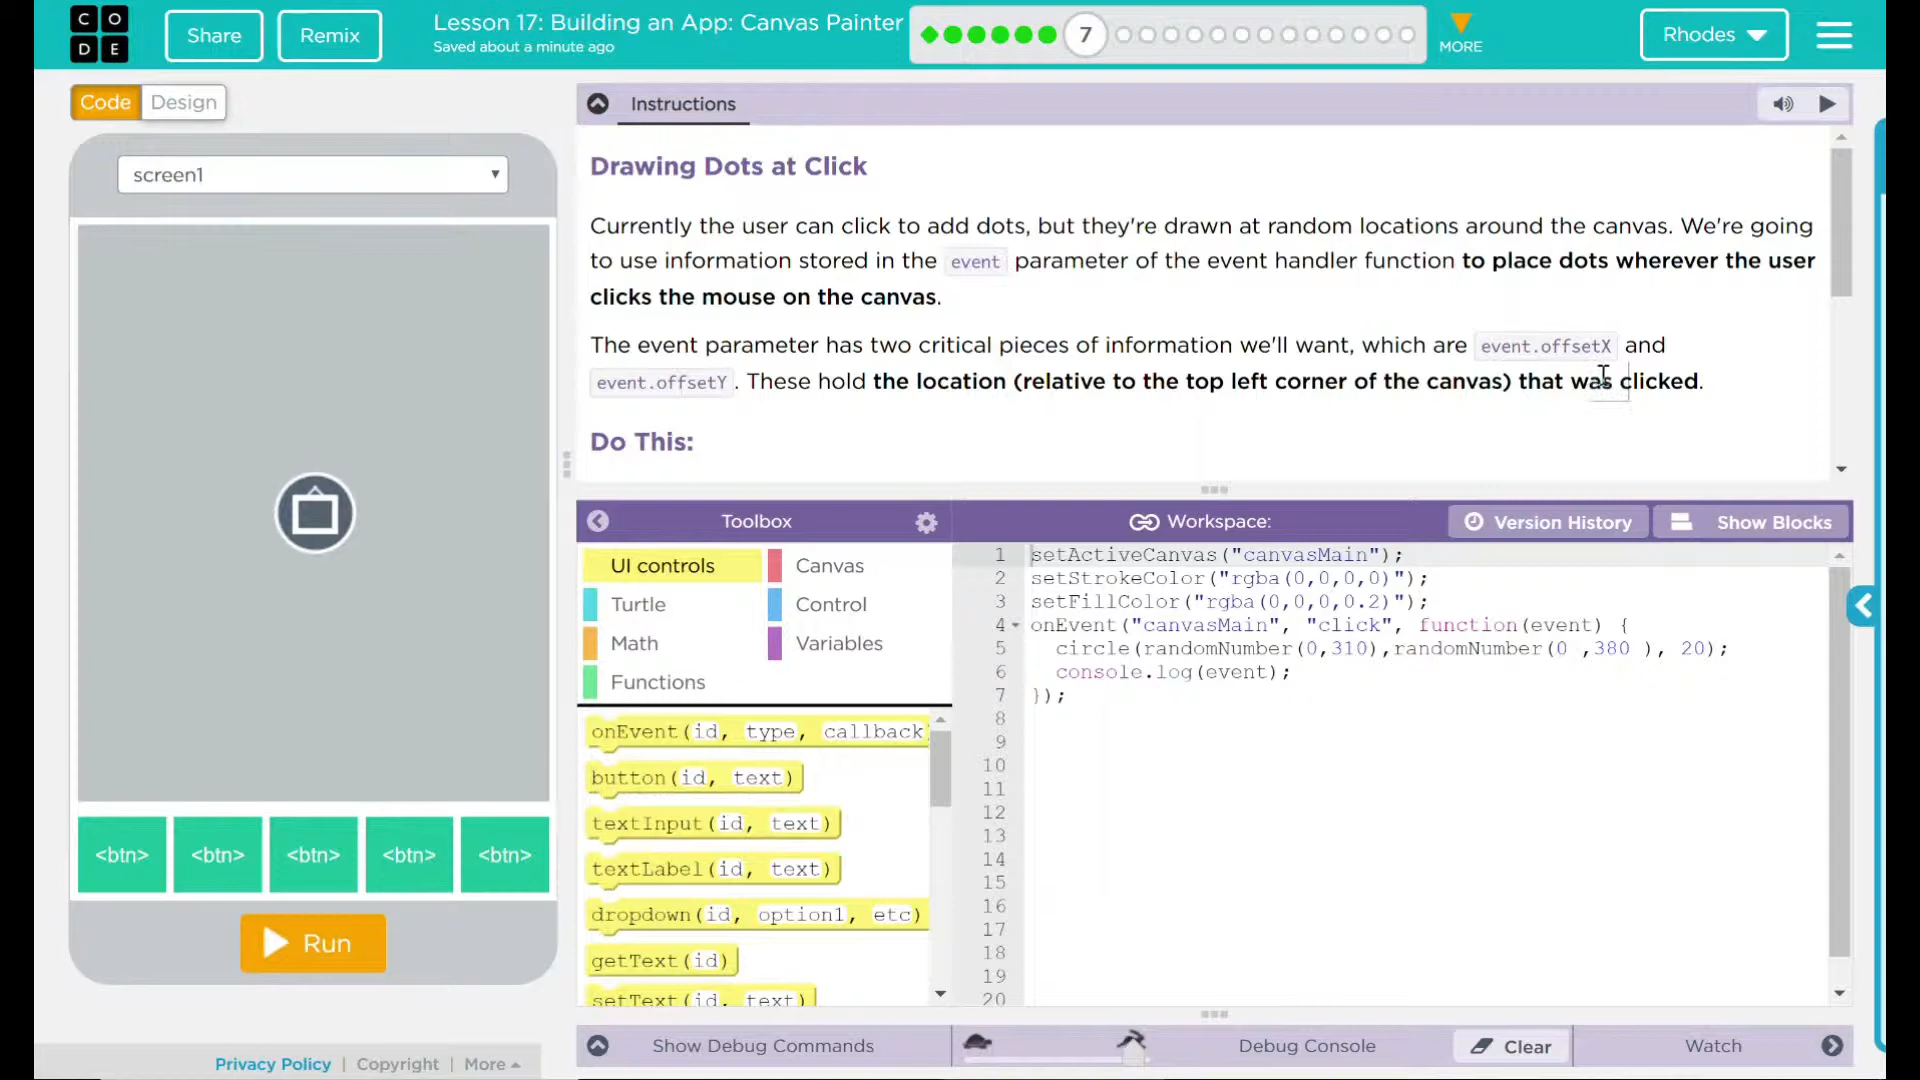 CODE
Share
Remix
Lesson 17: Building an App: Canvas Painter
Saved about a minute ago
7
MORE
Rhodes
Code
Design
screen1
<btn>
<btn>
<btn>
<btn>
<btn>
Run
Privacy Policy | Copyright | More
Instructions
Drawing Dots at Click
Currently the user can click to add dots, but they're drawn at random locations around the canvas. We're going
to use information stored in the event parameter of the event handler function to place dots wherever the user
clicks the mouse on the canvas.
The event parameter has two critical pieces of information we'll want, which are event.offsetX and
event.offsetY. These hold the location (relative to the top left corner of the canvas) that was clicked.
Do This:
Toolbox
UI controls
Canvas
Turtle
Control
Math
Variables
Functions
onEvent(id, type, callback)
button(id, text)
textInput(id, text)
textLabel(id, text)
dropdown(id, option1, etc)
getText(id)
setText(id, text)
Workspace:
Version History
Show Blocks
1 setActiveCanvas("canvasMain");
2 setStrokeColor("rgba(0,0,0,0)");
3 setFillColor("rgba(0,0,0,0.2)");
4 onEvent("canvasMain", "click", function(event) {
5 circle(randomNumber(0,310),randomNumber(0 ,380 ), 20);
6 console.log(event);
7 });
8
9
10
11
12
13
14
15
16
17
18
19
20
Show Debug Commands
Debug Console
Clear
Watch